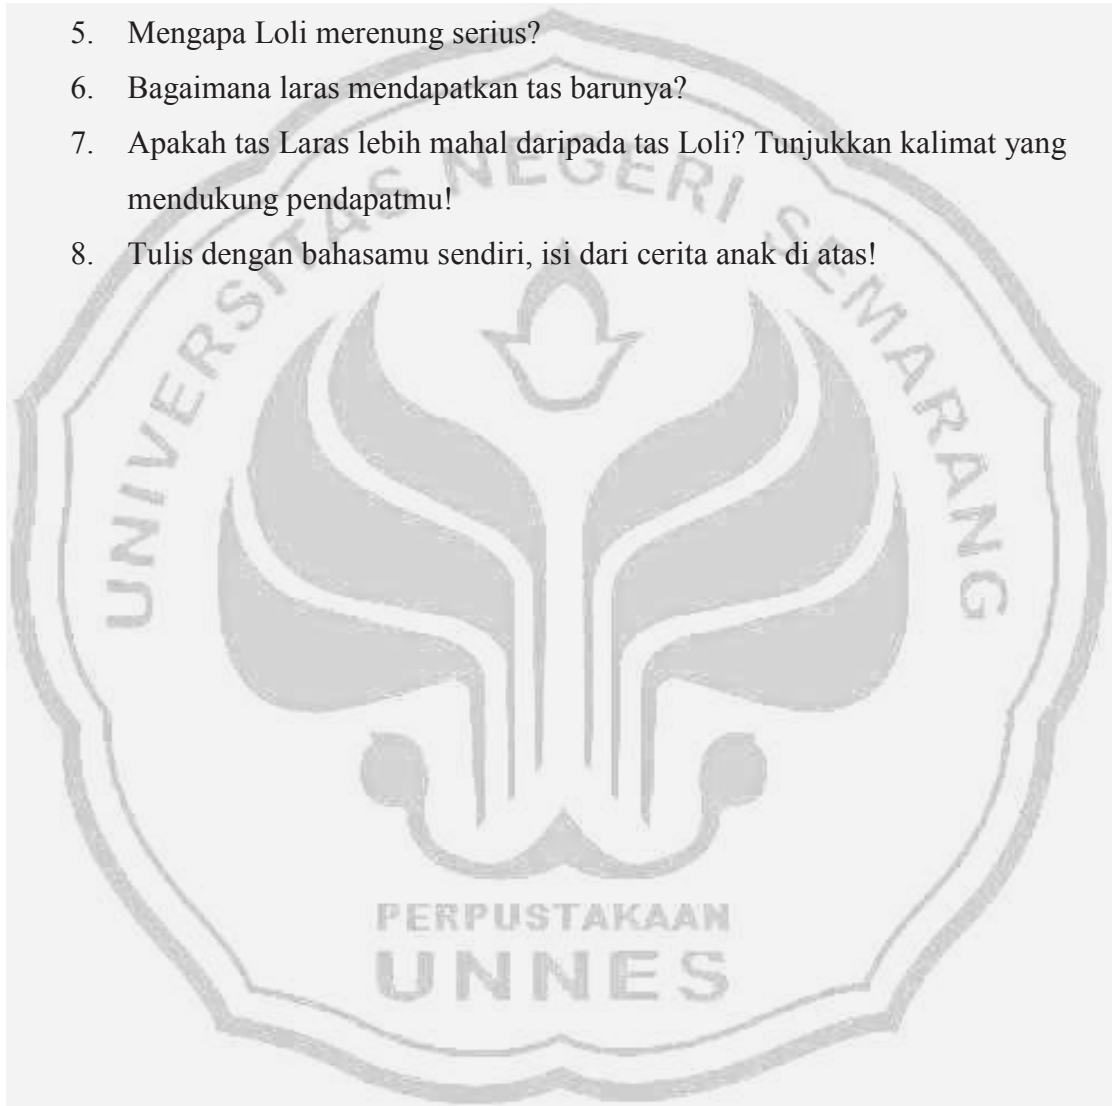 5. Mengapa Loli merenung serius?
6. Bagaimana laras mendapatkan tas barunya?
7. Apakah tas Laras lebih mahal daripada tas Loli? Tunjukkan kalimat yang
mendukung pendapatmu!
8. Tulis dengan bahasamu sendiri, isi dari cerita anak di atas!
UNIVERSITAS NEGERI SEMARANG
PERPUSTAKAAN
UNNES